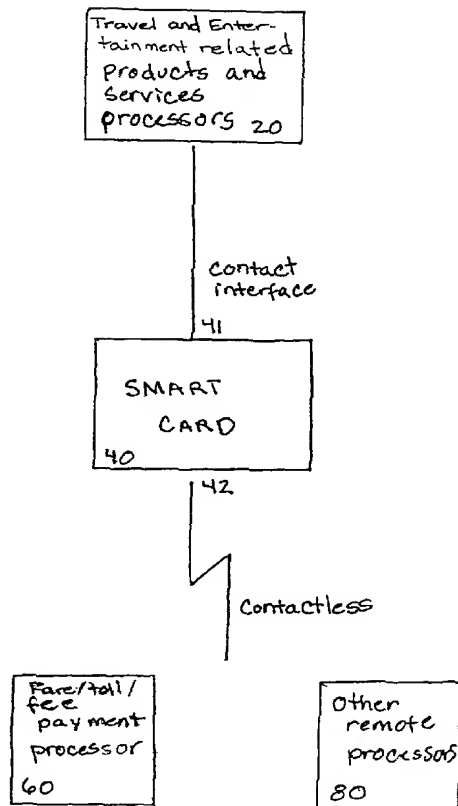 Travel and Enter-
tainment related
products and
services
processors 20
contact
interface
41
SMART
CARD
40
42
Contactless
Fare/toll/
fee
payment
processor
60
Other
remote
processors
80